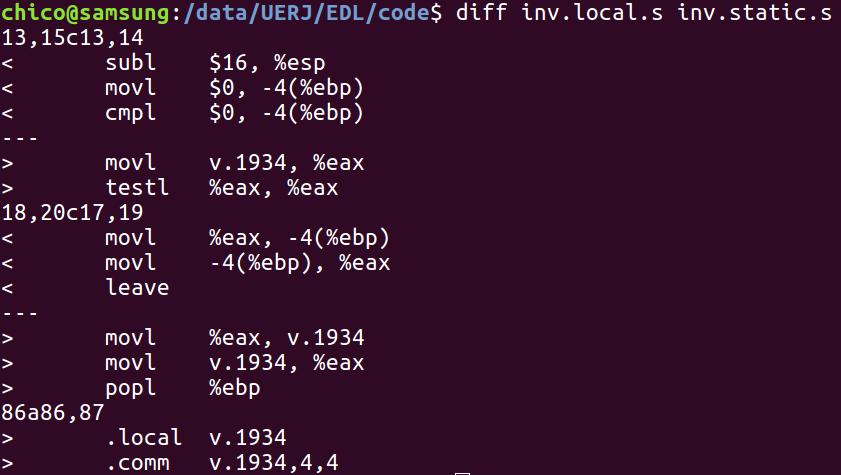 chico@samsung:/data/UERJ/EDL/code$ diff inv.local.s inv.static.s
13,15c13,14
<       subl    $16, %esp
<       movl    $0, -4(%ebp)
<       cmpl    $0, -4(%ebp)
---
>       movl    v.1934, %eax
>       testl   %eax, %eax
18,20c17,19
<       movl    %eax, -4(%ebp)
<       movl    -4(%ebp), %eax
<       leave
---
>       movl    %eax, v.1934
>       movl    v.1934, %eax
>       popl    %ebp
86a86,87
>       .local  v.1934
>       .comm   v.1934,4,4